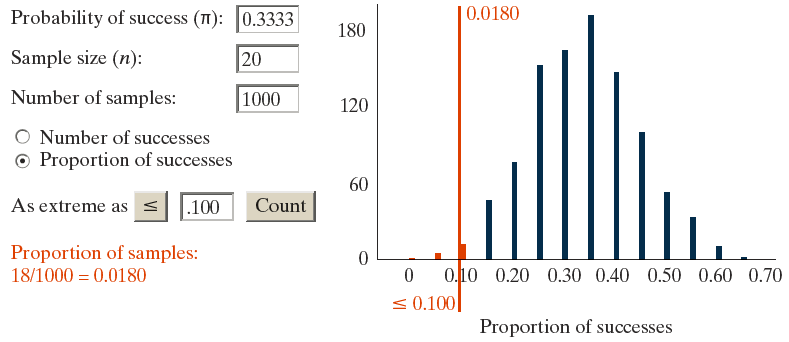 Probability of success (π): 0.3333
Sample size (n): 20
Number of samples: 1000
Number of successes
Proportion of successes
As extreme as ≤ .100 Count
Proportion of samples:
18/1000 = 0.0180
0.0180
180
120
60
0
0 0.10 0.20 0.30 0.40 0.50 0.60 0.70
≤ 0.100
Proportion of successes